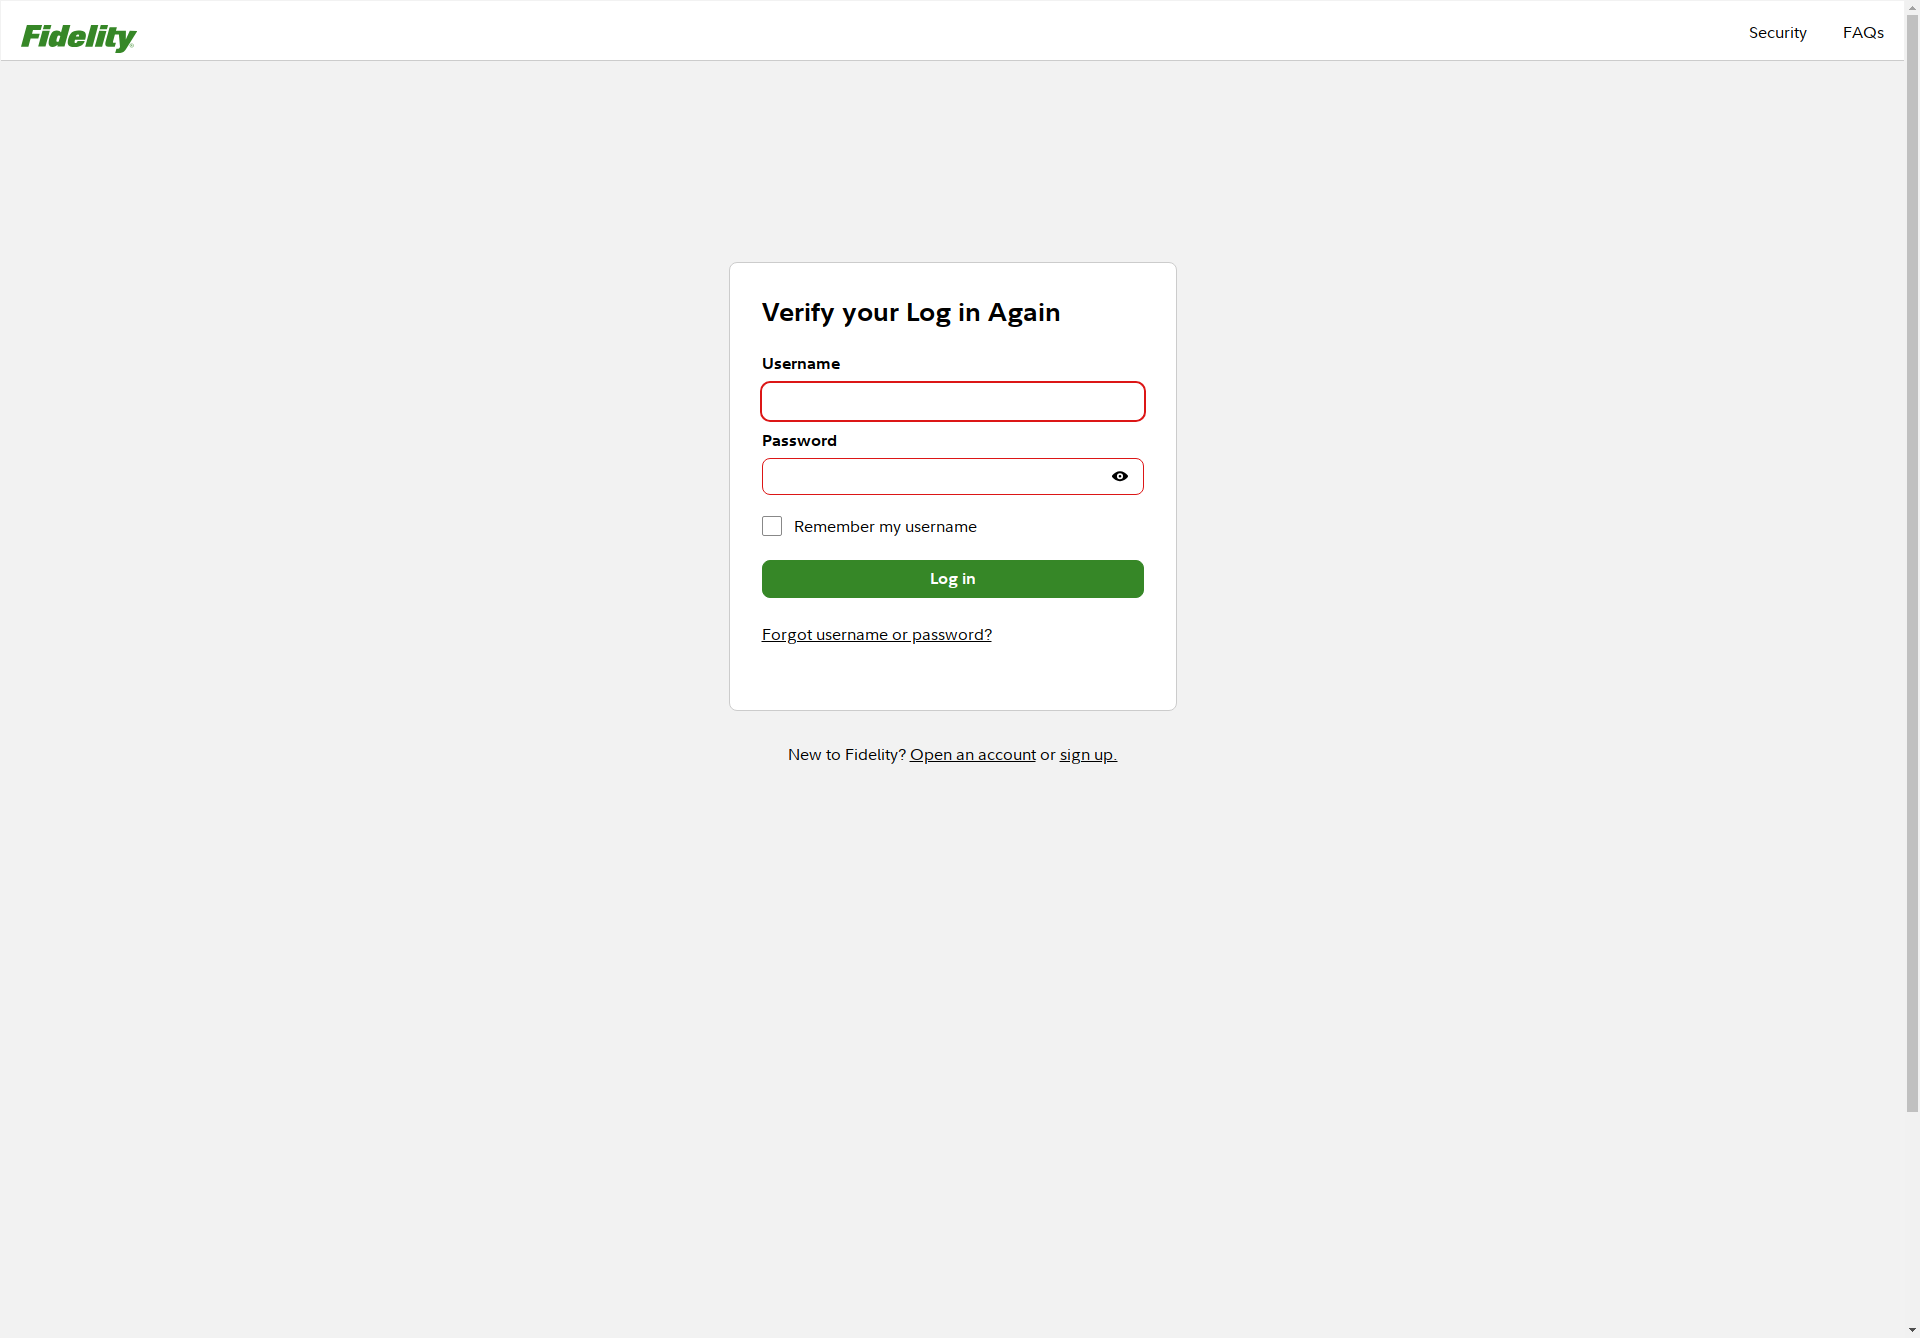 Fidelity
Security
FAQs
Verify your Log in Again
Username
Password
Remember my username
Log in
Forgot username or password?
New to Fidelity? Open an account or sign up.